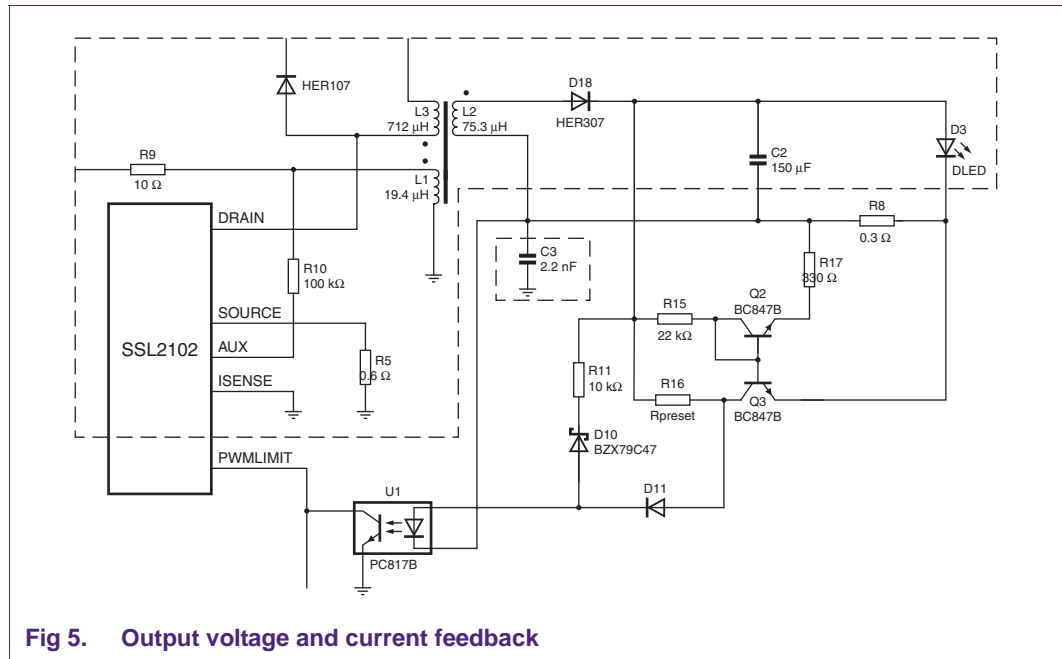 HER107
D18
HER307
L3
712 μH
L2
75.3 μH
D3
DLED
C2
150 μF
R9
10 Ω
L1
19.4 μH
R8
0.3 Ω
DRAIN
C3
2.2 nF
R17
330 Ω
R10
100 kΩ
Q2
BC847B
SOURCE
R15
22 kΩ
SSL2102
AUX
R5
0.6 Ω
R11
10 kΩ
ISENSE
R16
Rpreset
Q3
BC847B
D10
BZX79C47
PWMLIMIT
U1
D11
PC817B
Fig 5. Output voltage and current feedback